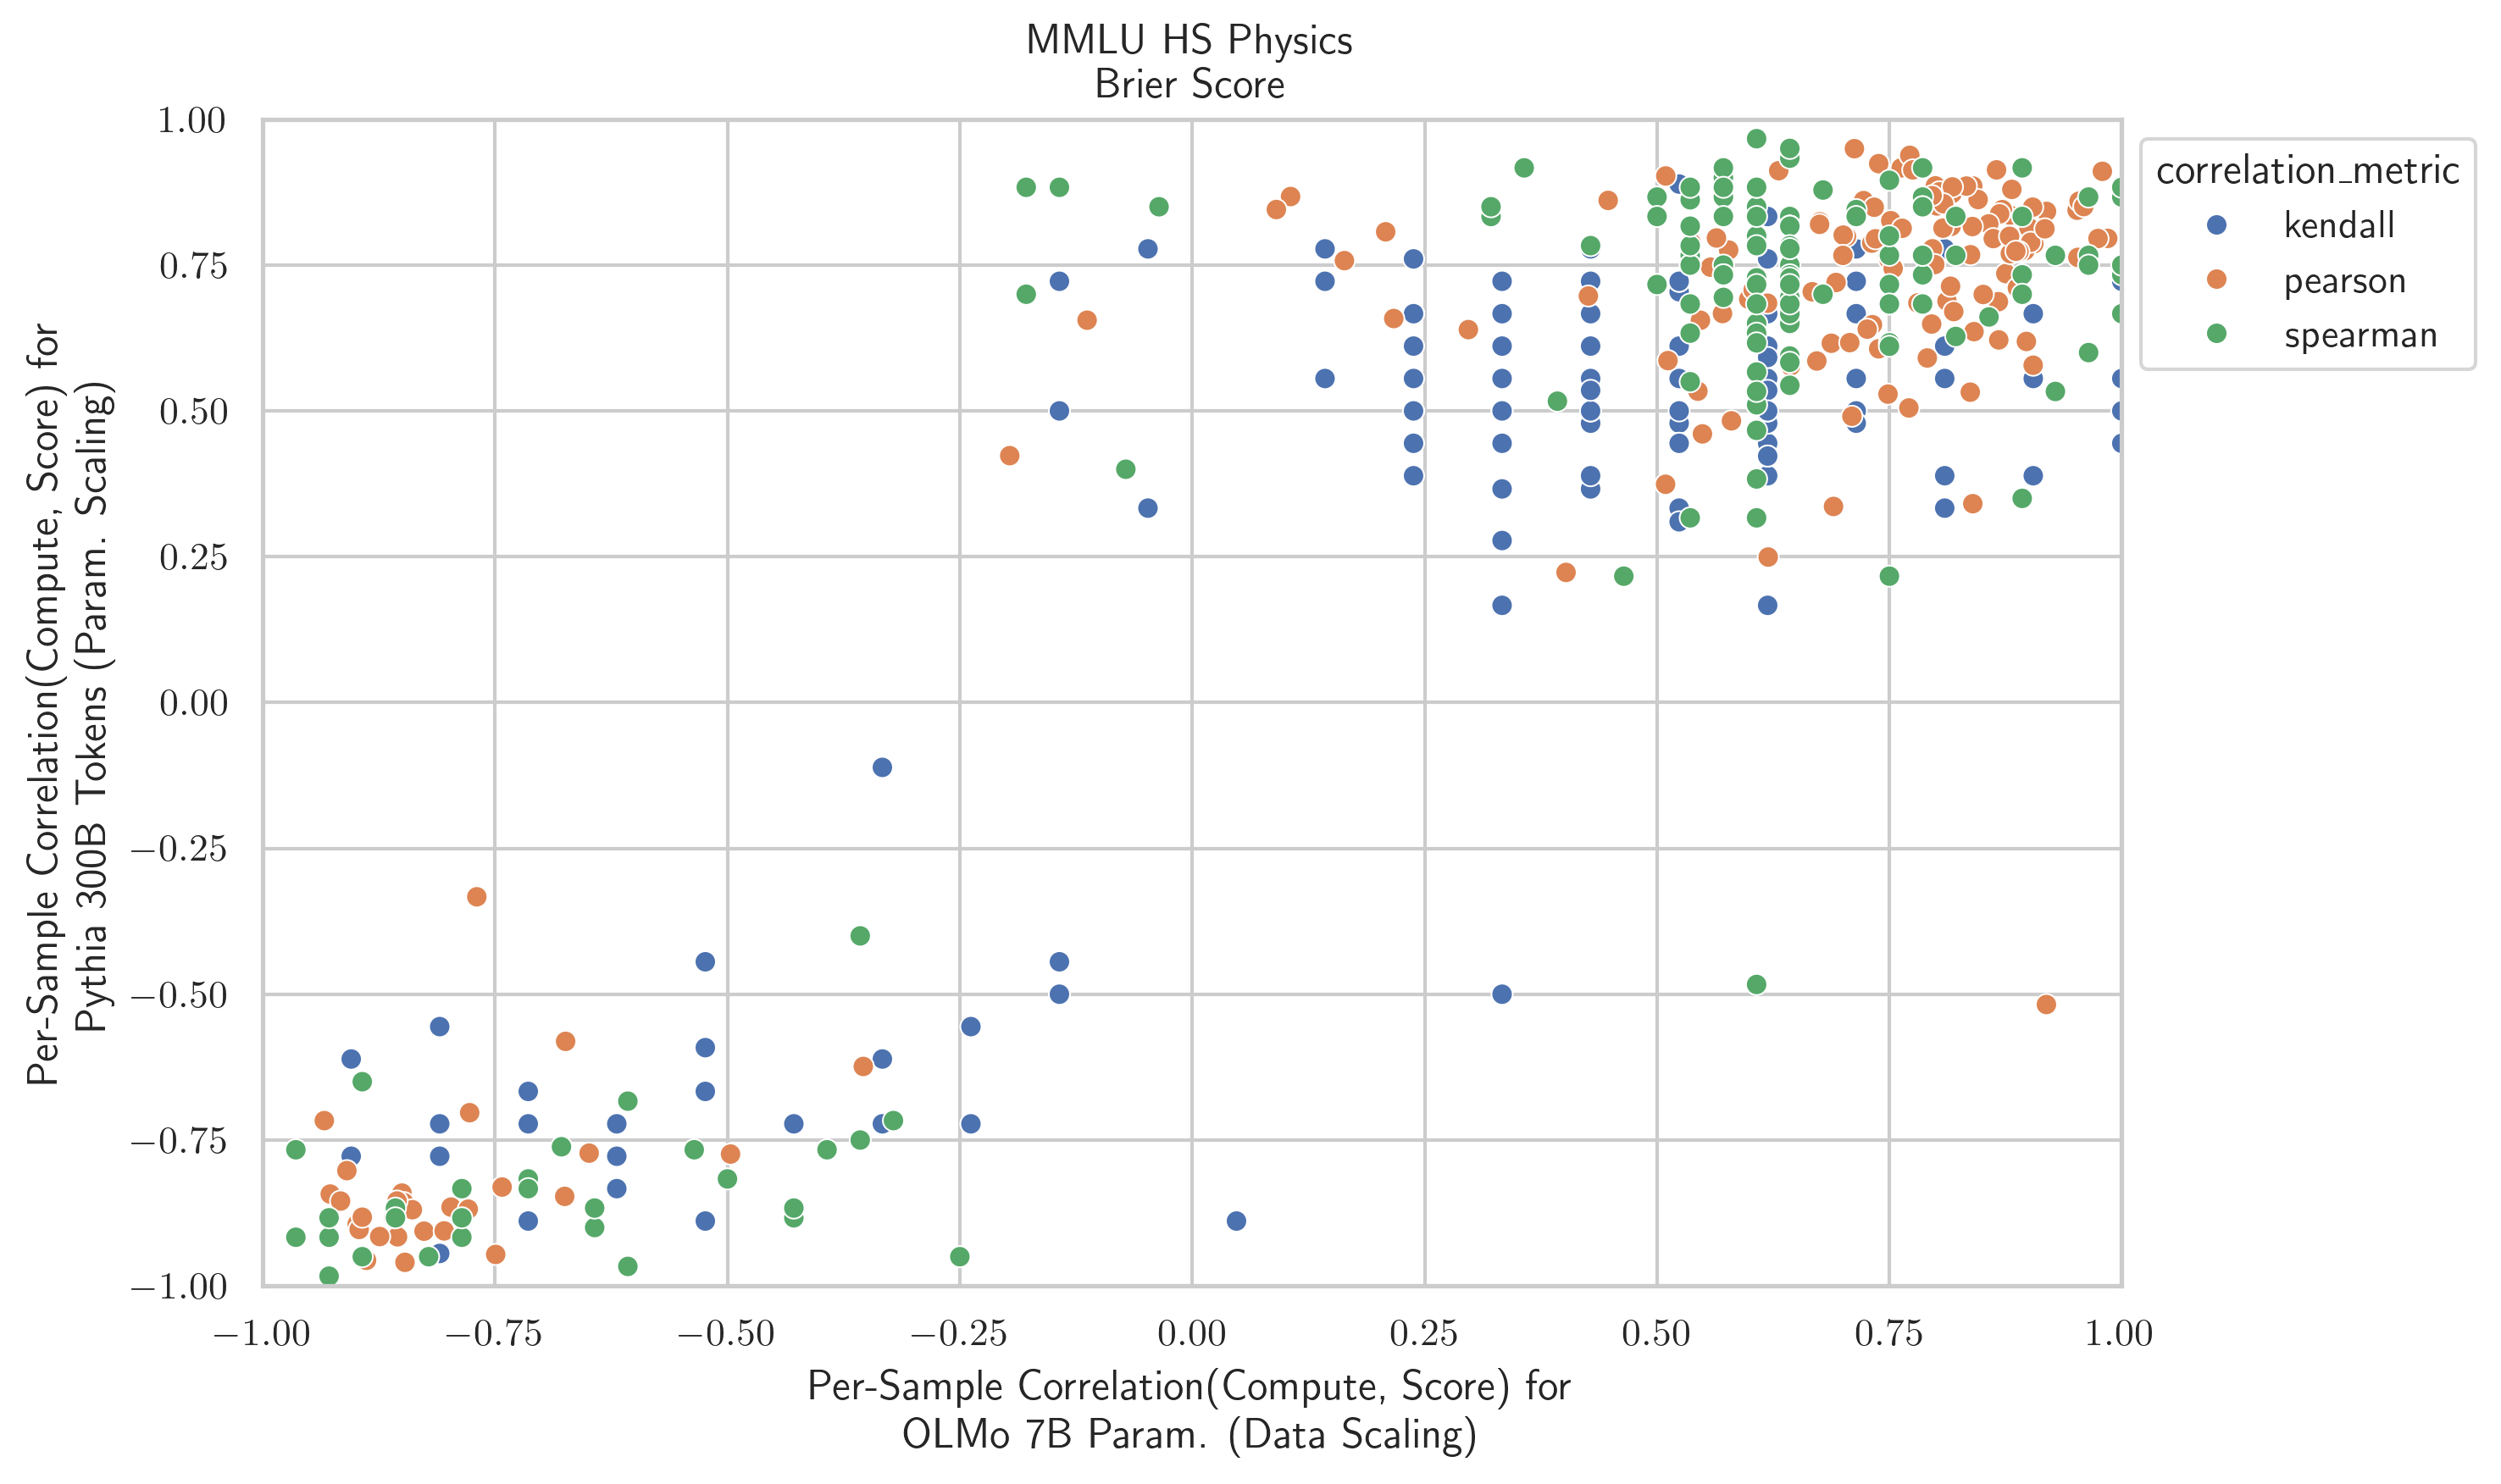 MMLU HS Physics
Brier Score
Per-Sample Correlation(Compute, Score) for
Pythia 300B Tokens (Param. Scaling)
1.00
0.75
0.50
0.25
0.00
−0.25
−0.50
−0.75
−1.00
−1.00 −0.75 −0.50 −0.25 0.00 0.25 0.50 0.75 1.00
Per-Sample Correlation(Compute, Score) for
OLMo 7B Param. (Data Scaling)
correlation_metric
kendall
pearson
spearman